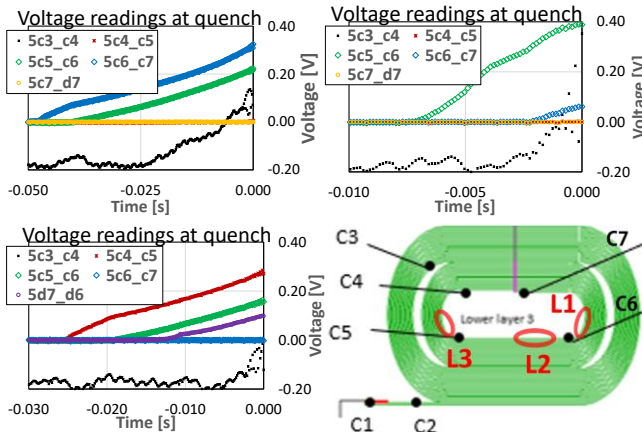 Voltage readings at quench
5c3_c4 5c4_c5
5c5_c6 5c6_c7
5c7_d7
0.40
0.20
0.00
-0.20
Voltage [V]
-0.050 -0.025 0.000
Time [s]
Voltage readings at quench
5c3_c4 5c4_c5
5c5_c6 5c6_c7
5c7_d7
0.40
0.20
0.00
-0.20
Voltage [V]
-0.010 -0.005 0.000
Time [s]
Voltage readings at quench
5c3_c4 5c4_c5
5c5_c6 5c6_c7
5d7_d6
0.40
0.20
0.00
-0.20
Voltage [V]
-0.030 -0.020 -0.010 0.000
Time [s]
C3
C7
C4
L1
Lower layer 3
C6
C5
L3
L2
C1 C2